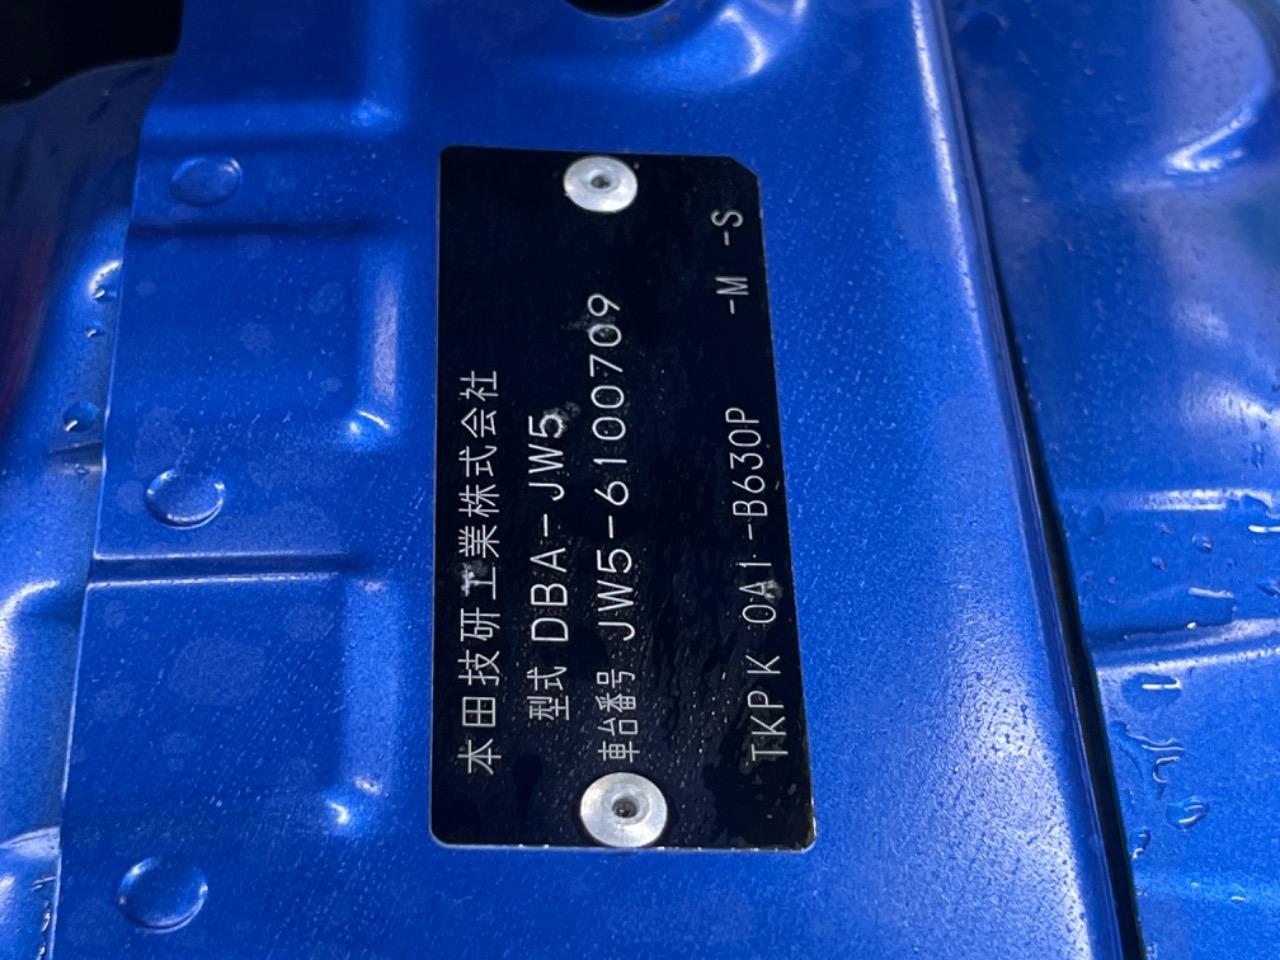 本田技研工業株式会社
型式 DBA-JW5
車台番号 JW5-6100709
TKPK 0A1-B630P -M -S